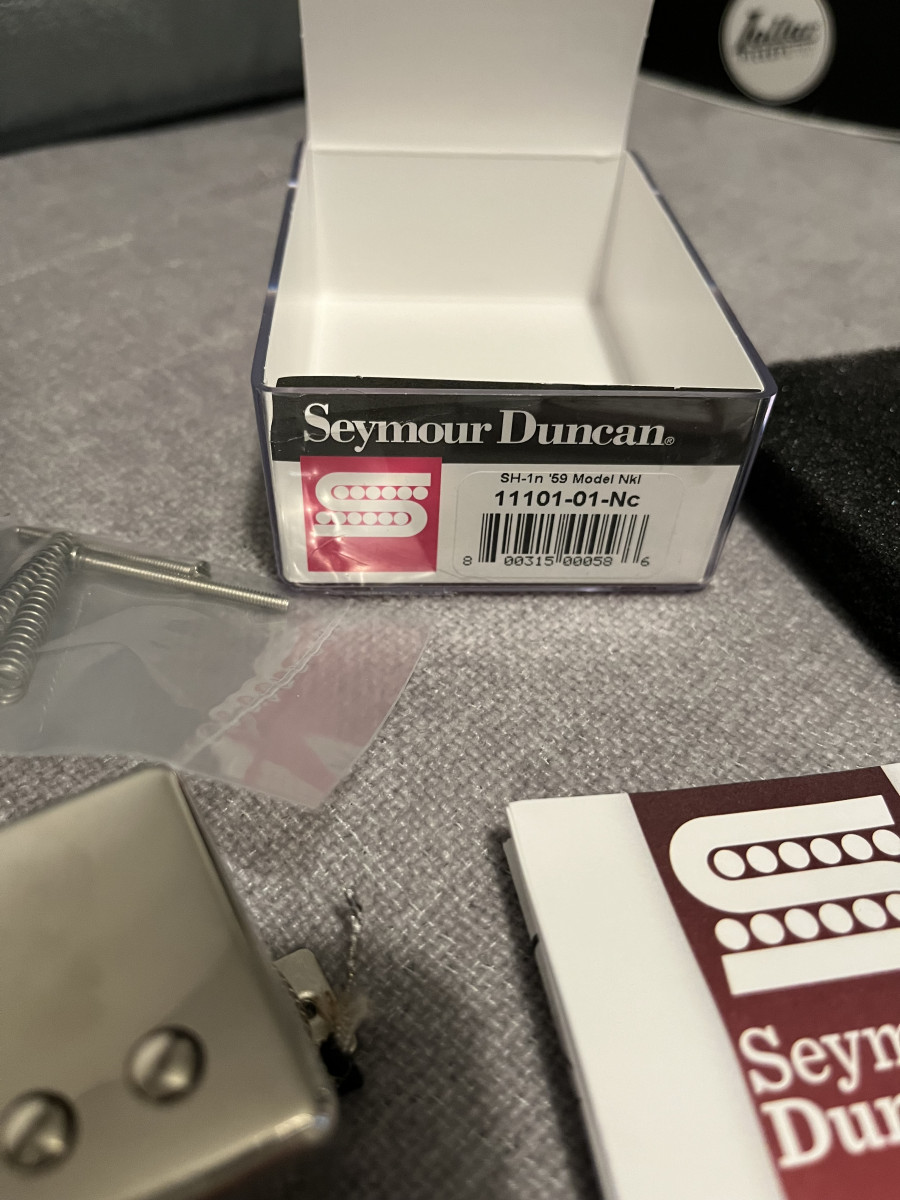 Seymour Duncan®
SH-1n '59 Model Nkl
11101-01-Nc
8 00315 00058 6
Seym
Dun